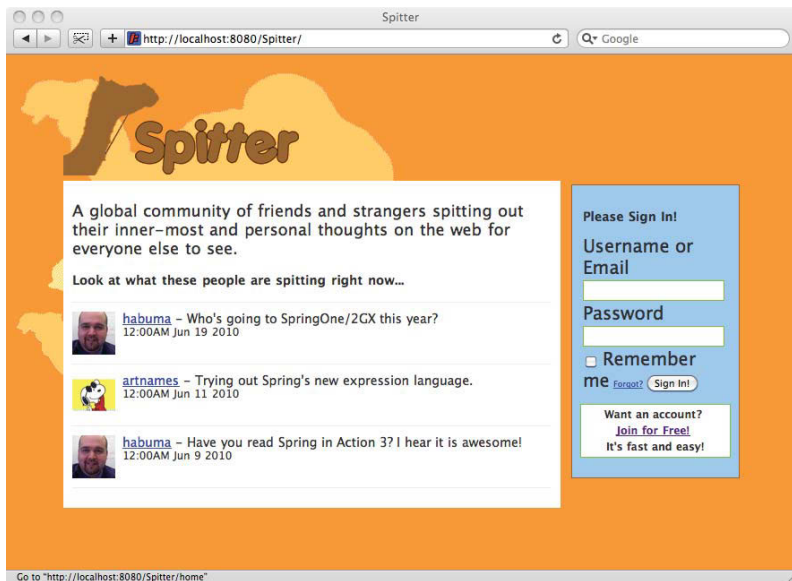 Spitter
http://localhost:8080/Spitter/
Google
Spitter
A global community of friends and strangers spitting out
their inner-most and personal thoughts on the web for
everyone else to see.
Look at what these people are spitting right now...
habuma – Who's going to SpringOne/2GX this year?
12:00AM Jun 19 2010
artnames – Trying out Spring's new expression language.
12:00AM Jun 11 2010
habuma – Have you read Spring in Action 3? I hear it is awesome!
12:00AM Jun 9 2010
Please Sign In!
Username or
Email
Password
Remember
me Forgot? Sign In!
Want an account?
Join for Free!
It's fast and easy!
Go to "http://localhost:8080/Spitter/home"